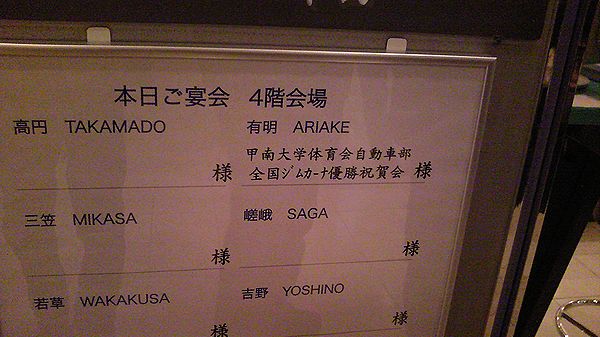 本日ご宴会 4階会場
高円 TAKAMADO
様
有明 ARIAKE
甲南大学体育会自動車部
全国ジムカーナ優勝祝賀会 様
三笠 MIKASA
様
嵯峨 SAGA
様
若草 WAKAKUSA
様
吉野 YOSHINO
様